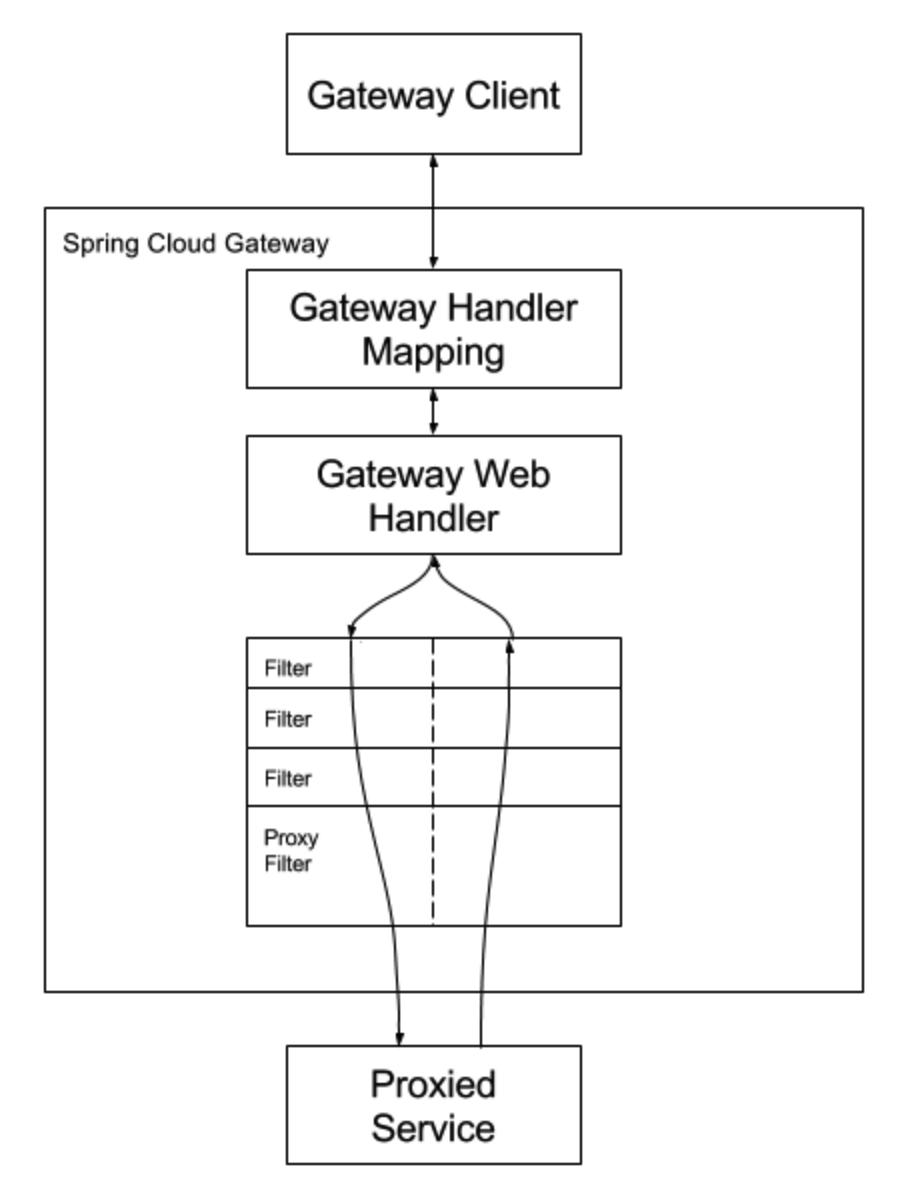 Gateway Client
Spring Cloud Gateway
Gateway Handler
Mapping
Gateway Web
Handler
Filter
Filter
Filter
Proxy
Filter
Proxied
Service